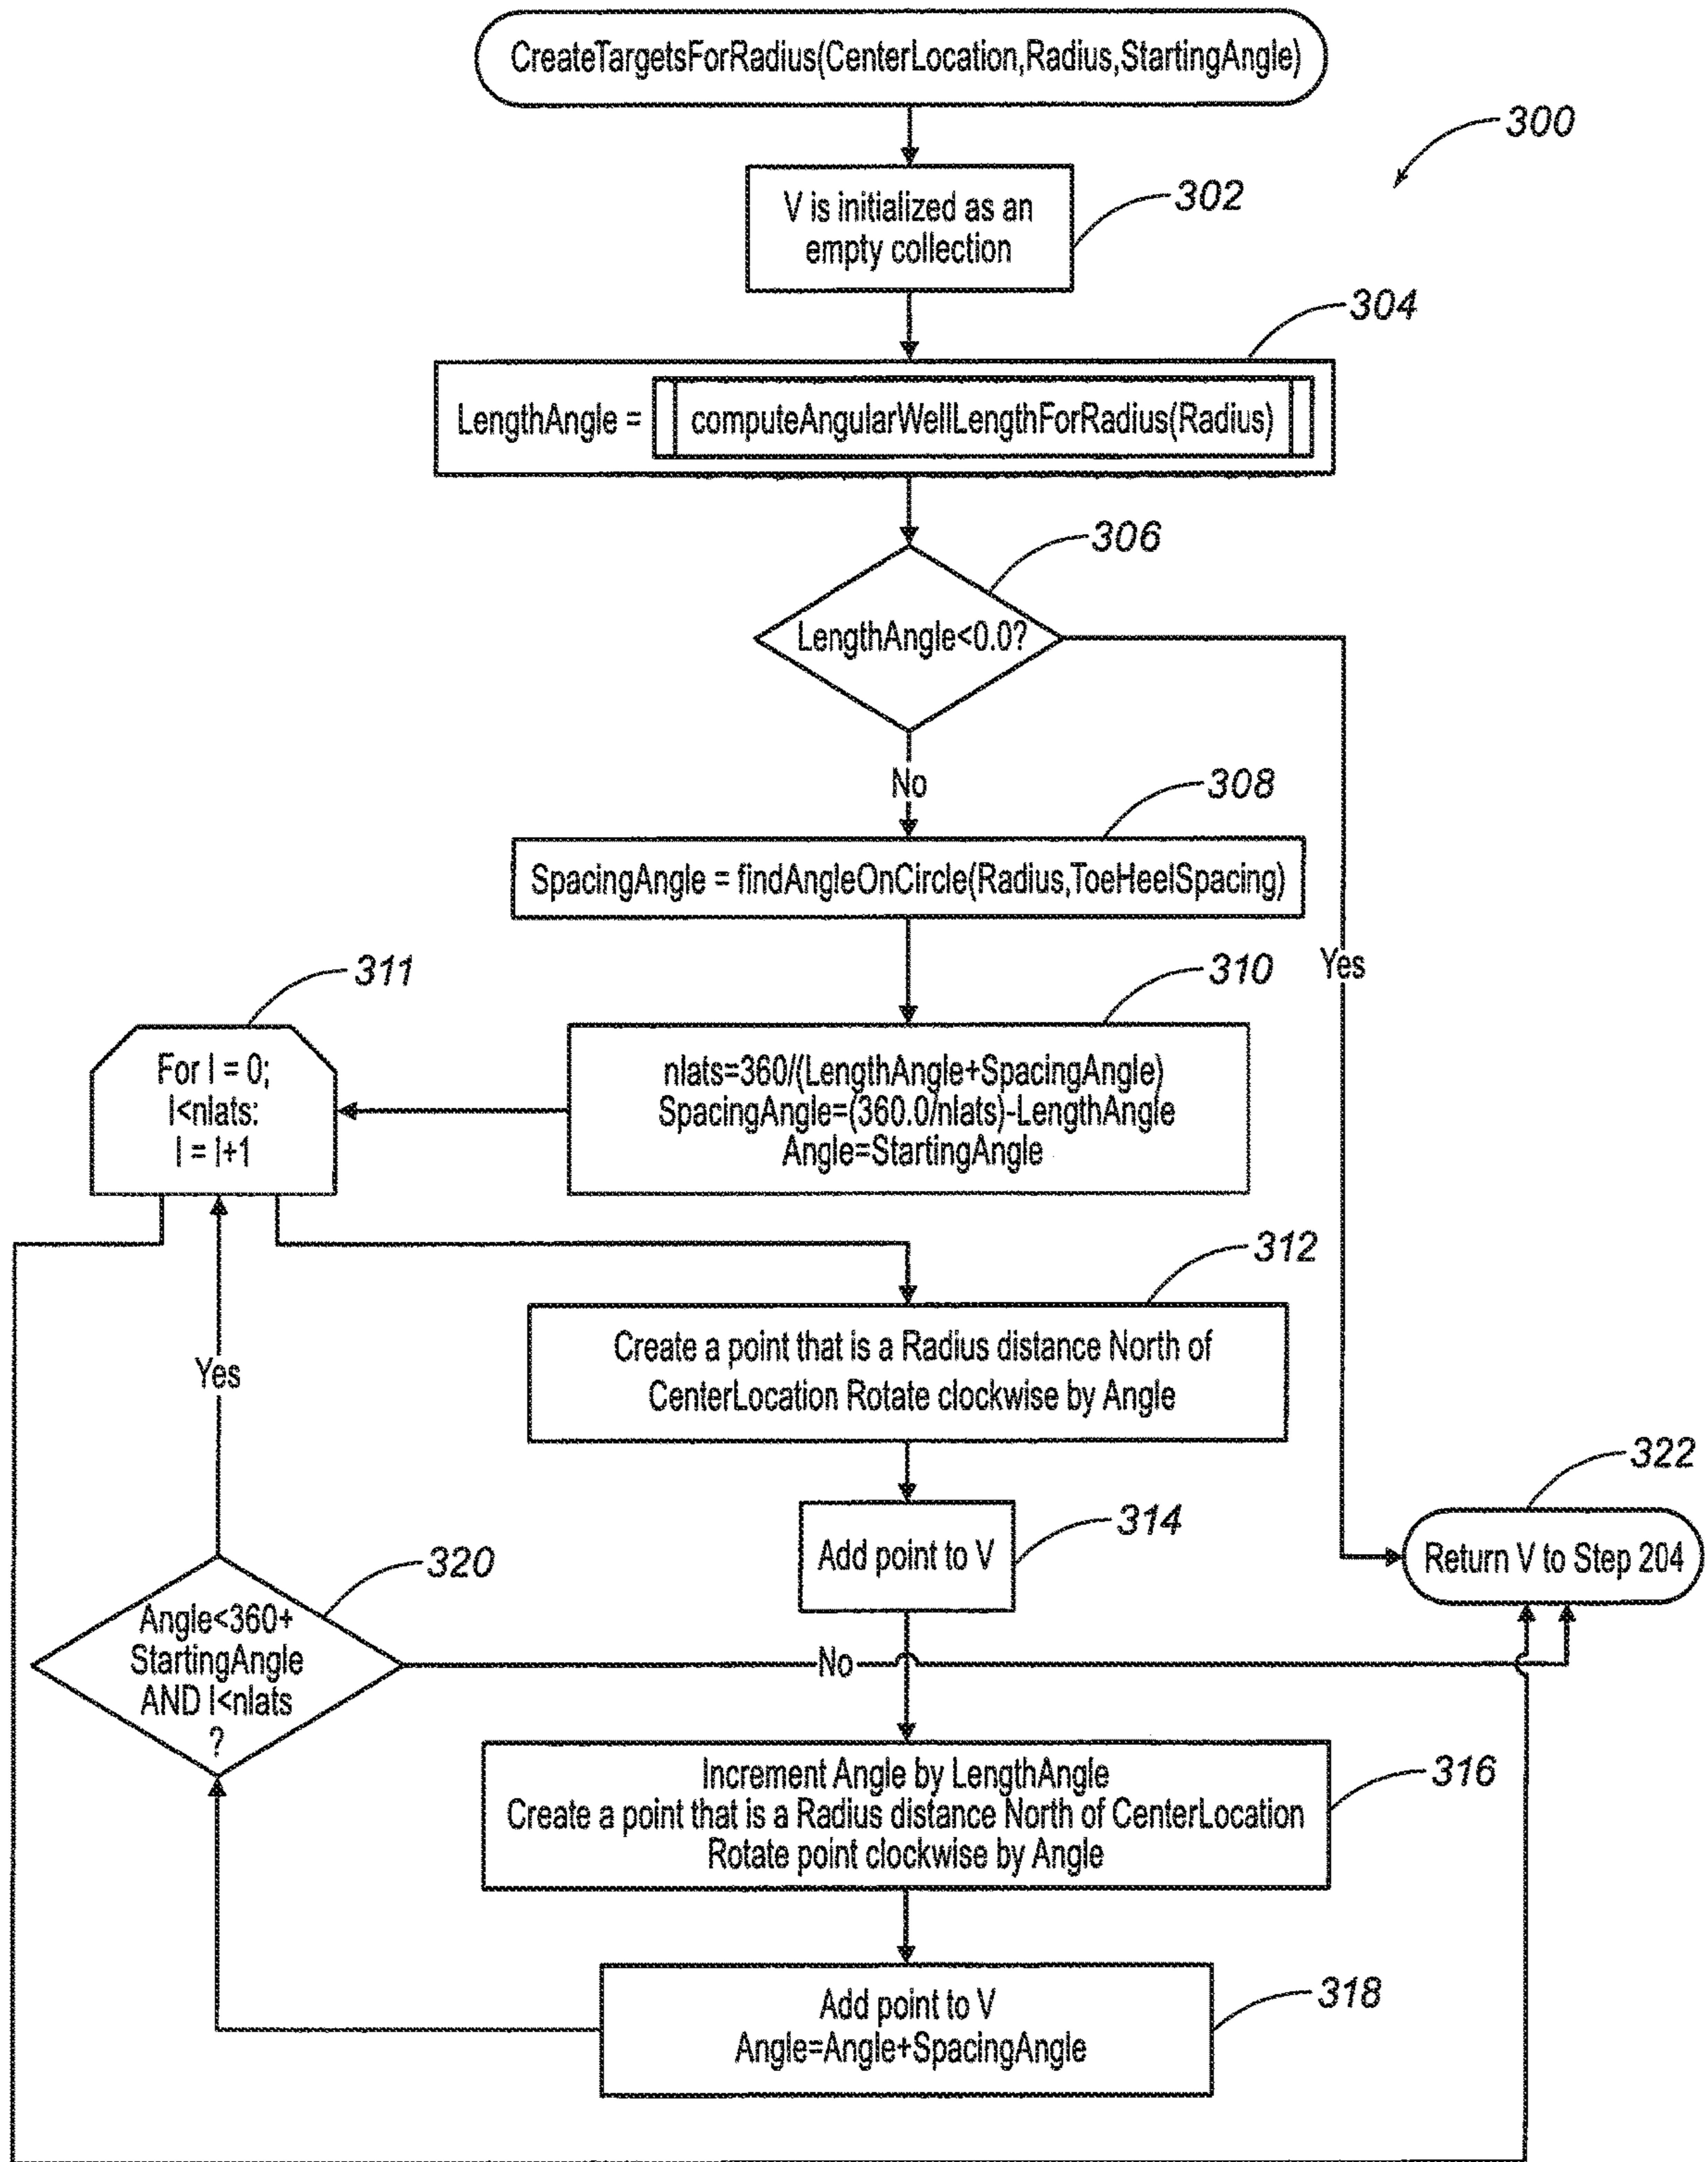 CreateTargetsForRadius(CenterLocation,Radius,StartingAngle)
300
V is initialized as an
empty collection
302
304
LengthAngle =
computeAngularWellLengthForRadius(Radius)
306
LengthAngle<0.0?
No
308
SpacingAngle = findAngleOnCircle(Radius,ToeHeelSpacing)
Yes
311
310
For I = 0;
I<nlats:
I = I+1
nlats=360/(LengthAngle+SpacingAngle)
SpacingAngle=(360.0/nlats)-LengthAngle
Angle=StartingAngle
312
Create a point that is a Radius distance North of
CenterLocation Rotate clockwise by Angle
Yes
322
314
Add point to V
Return V to Step 204
320
Angle<360+
StartingAngle
AND I<nlats
?
No
316
Increment Angle by LengthAngle
Create a point that is a Radius distance North of CenterLocation
Rotate point clockwise by Angle
318
Add point to V
Angle=Angle+SpacingAngle